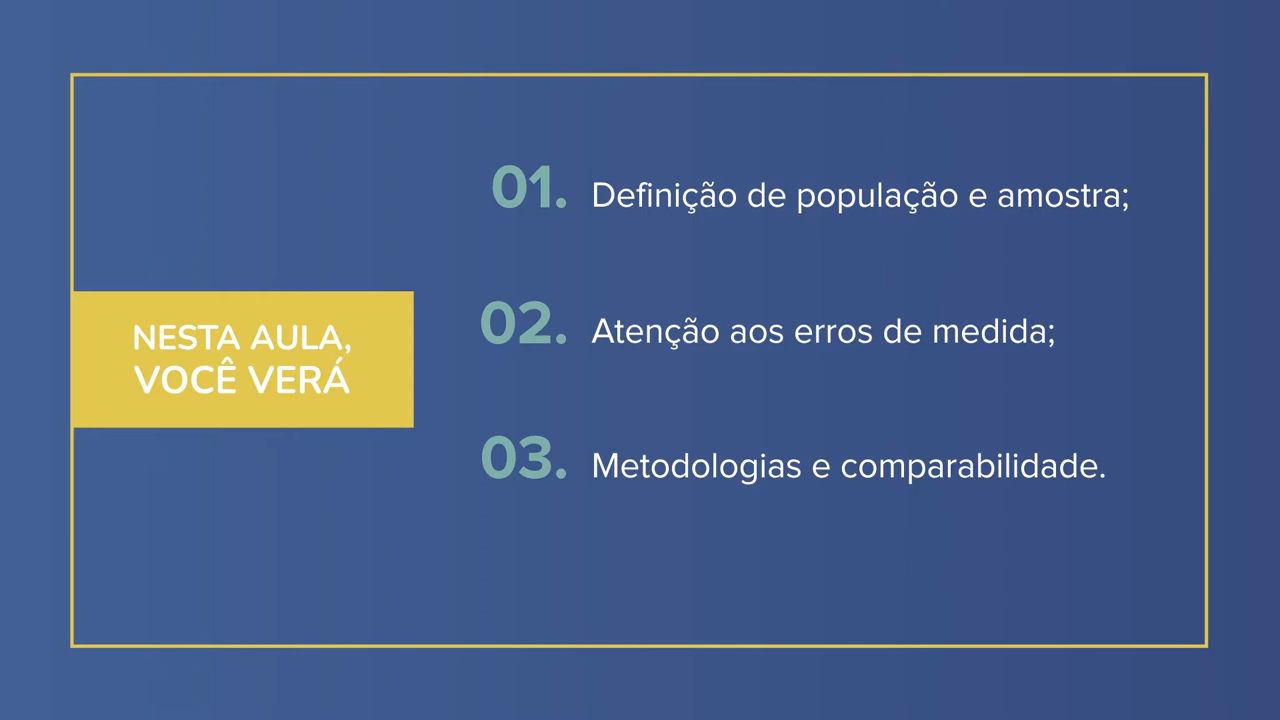 NESTA AULA,
VOCÊ VERÁ
01. Definição de população e amostra;
02. Atenção aos erros de medida;
03. Metodologias e comparabilidade.